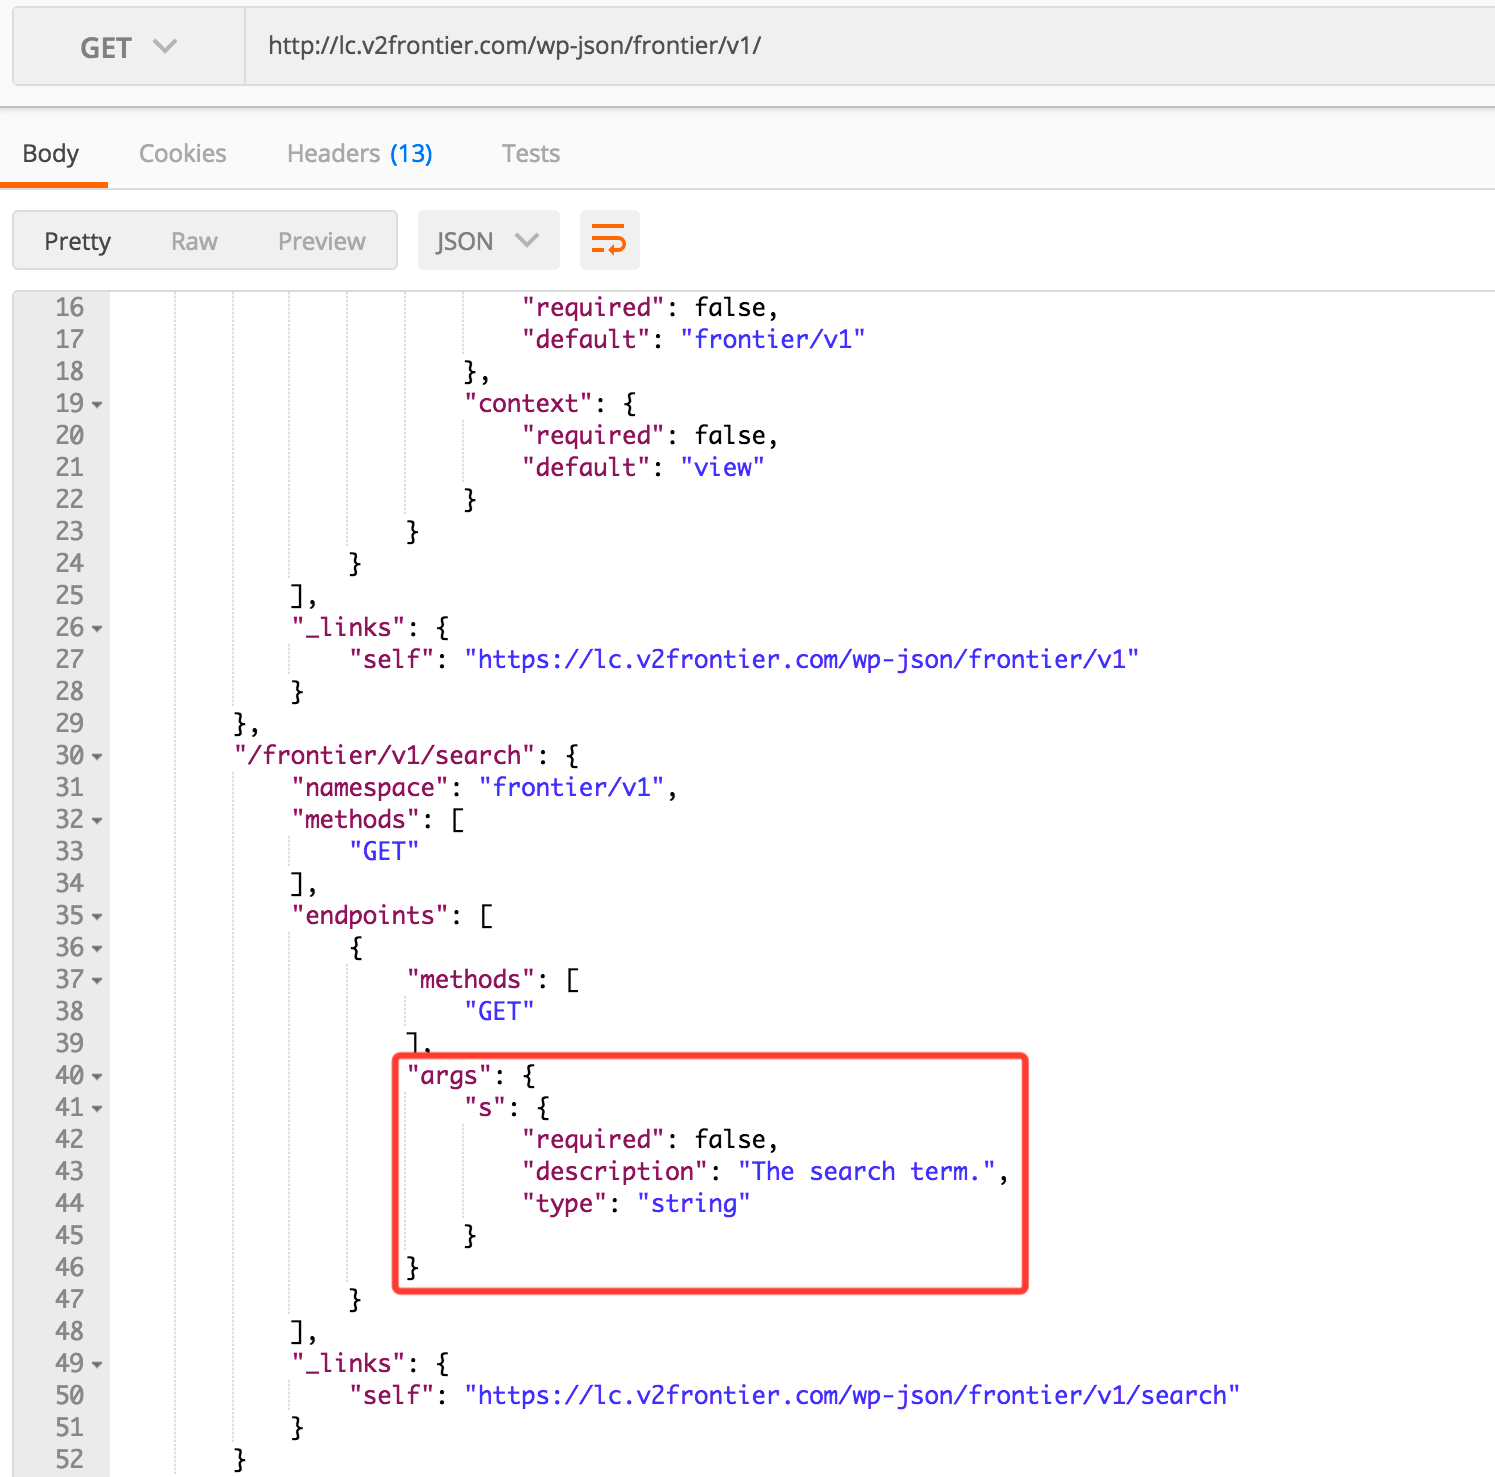 GET http://lc.v2frontier.com/wp-json/frontier/v1/
Body Cookies Headers (13) Tests
Pretty Raw Preview JSON
16 "required": false,
17 "default": "frontier/v1"
18 },
19 "context": {
20 "required": false,
21 "default": "view"
22 }
23 }
24 }
25 ],
26 "_links": {
27 "self": "https://lc.v2frontier.com/wp-json/frontier/v1"
28 }
29 },
30 "/frontier/v1/search": {
31 "namespace": "frontier/v1",
32 "methods": [
33 "GET"
34 ],
35 "endpoints": [
36 {
37 "methods": [
38 "GET"
39 ],
40 "args": {
41 "s": {
42 "required": false,
43 "description": "The search term.",
44 "type": "string"
45 }
46 }
47 }
48 ],
49 "_links": {
50 "self": "https://lc.v2frontier.com/wp-json/frontier/v1/search"
51 }
52 }